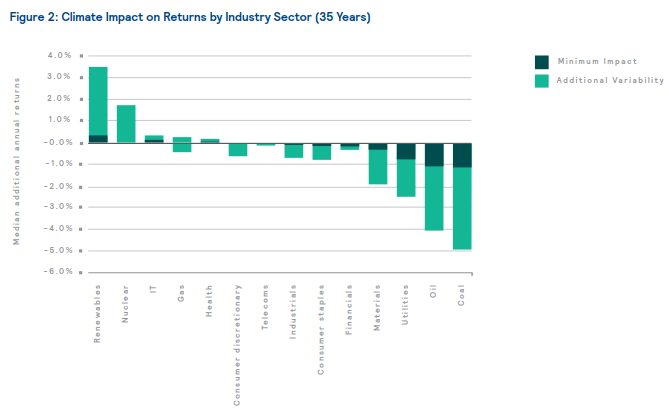 Figure 2: Climate Impact on Returns by Industry Sector (35 Years)
Minimum Impact
Additional Variability
Median additional annual returns
4.0%
3.0%
2.0%
1.0%
-0.0%
-1.0%
-2.0%
-3.0%
-4.0%
-5.0%
-6.0%
Renewables
Nuclear
IT
Gas
Health
Consumer discretionary
Telecoms
Industrials
Consumer staples
Financials
Materials
Utilities
Oil
Coal